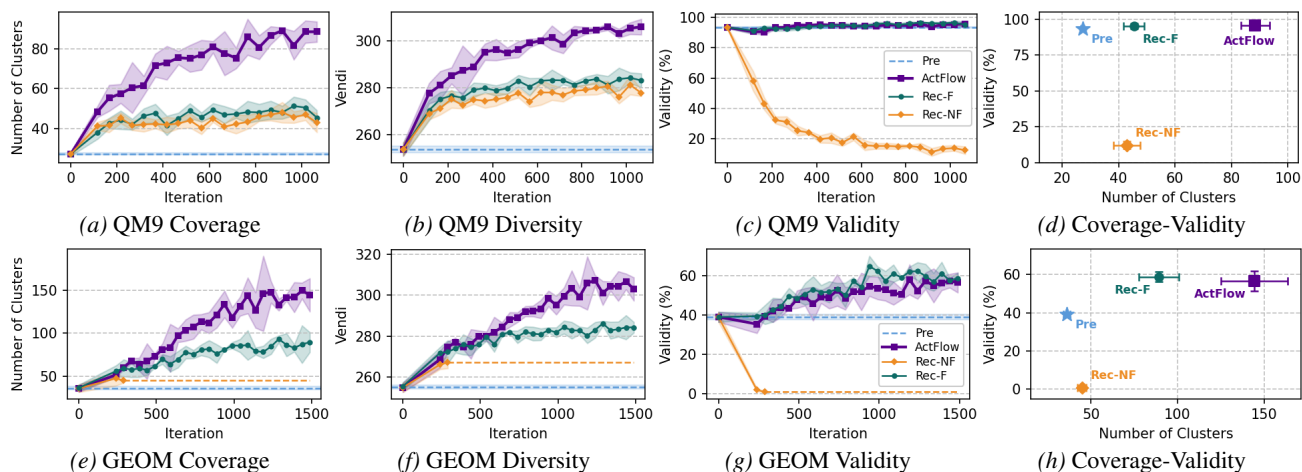 Number of Clusters
80
60
40
0 200 400 600 800 1000
Iteration
(a) QM9 Coverage
Vendi
300
280
260
0 200 400 600 800 1000
Iteration
(b) QM9 Diversity
Validity (%)
100
80
60
40
20
Pre
ActFlow
Rec-F
Rec-NF
0 200 400 600 800 1000
Iteration
(c) QM9 Validity
Validity (%)
100
75
50
25
0
Pre
Rec-F
ActFlow
Rec-NF
20 40 60 80 100
Number of Clusters
(d) Coverage-Validity
Number of Clusters
150
100
50
0 500 1000 1500
Iteration
(e) GEOM Coverage
Vendi
320
300
280
260
0 500 1000 1500
Iteration
(f) GEOM Diversity
Validity (%)
60
40
20
0
Pre
ActFlow
Rec-NF
Rec-F
0 500 1000 1500
Iteration
(g) GEOM Validity
Validity (%)
60
40
20
0
Rec-F
ActFlow
Pre
Rec-NF
50 100 150
Number of Clusters
(h) Coverage-Validity